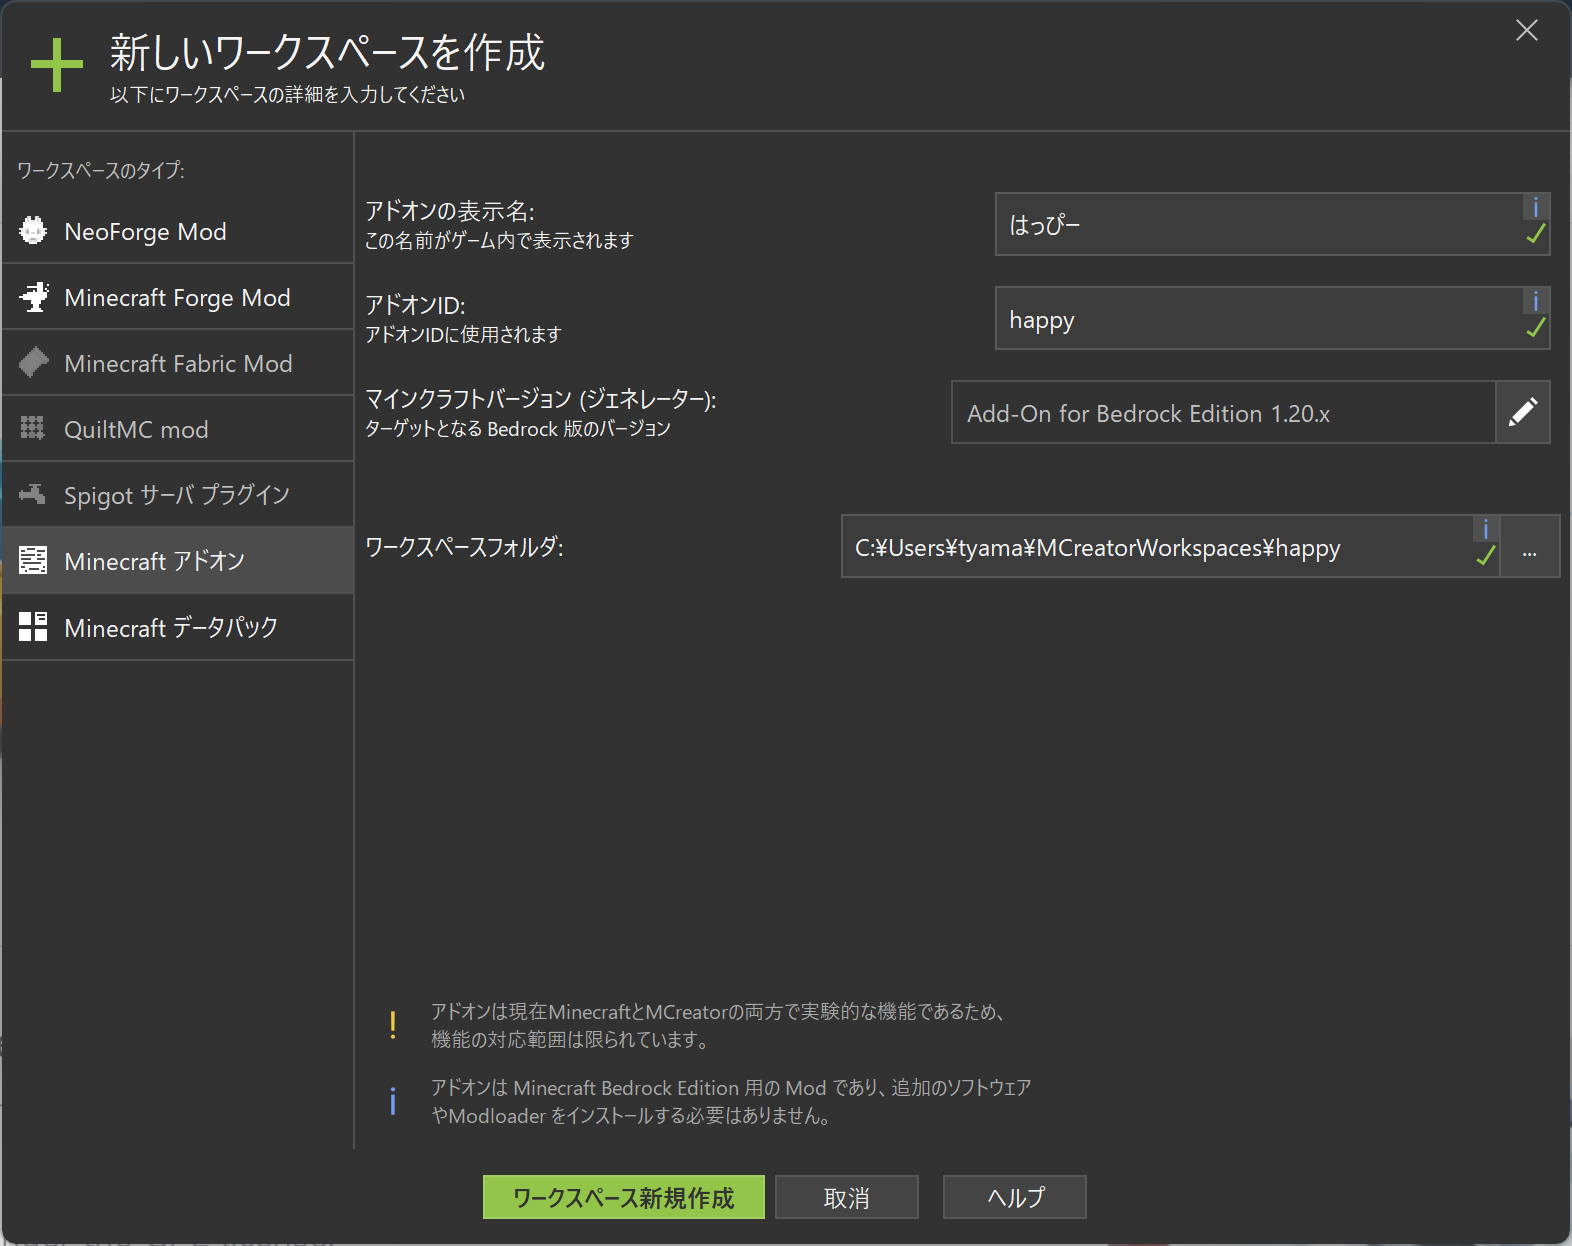 新しいワークスペースを作成
以下にワークスペースの詳細を入力してください
ワークスペースのタイプ:
NeoForge Mod
Minecraft Forge Mod
Minecraft Fabric Mod
QuiltMC mod
Spigot サーバ プラグイン
Minecraft アドオン
Minecraft データパック
アドオンの表示名:
この名前がゲーム内で表示されます
はっぴー
アドオンID:
アドオンIDに使用されます
happy
マインクラフトバージョン (ジェネレーター):
ターゲットとなる Bedrock 版のバージョン
Add-On for Bedrock Edition 1.20.x
ワークスペースフォルダ:
C:¥Users¥tyama¥MCreatorWorkspaces¥happy
...
アドオンは現在MinecraftとMCreatorの両方で実験的な機能であるため、
機能の対応範囲は限られています。
アドオンは Minecraft Bedrock Edition 用の Mod であり、追加のソフトウェア
やModloader をインストールする必要はありません。
ワークスペース新規作成
取消
ヘルプ